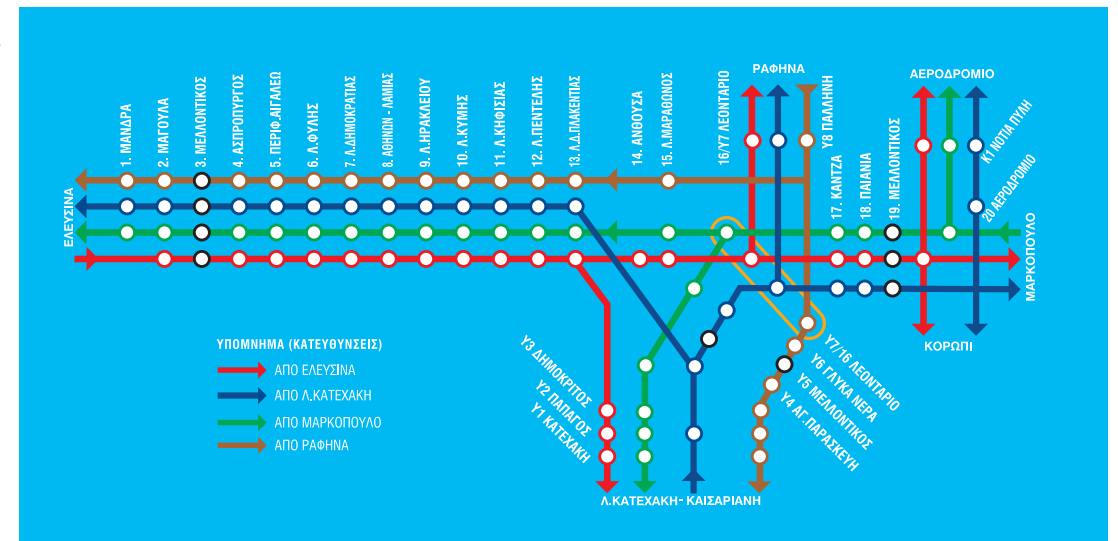 ΡΑΦΗΝΑ
ΑΕΡΟΔΡΟΜΙΟ
1. ΜΑΝΔΡΑ
2. ΜΑΓΟΥΛΑ
3. ΜΕΛΛΟΝΤΙΚΟΣ
4. ΑΣΠΡΟΠΥΡΓΟΣ
5. ΠΕΡΙΦ.ΑΙΓΑΛΕΩ
6. Λ.ΦΥΛΗΣ
7. Λ.ΔΗΜΟΚΡΑΤΙΑΣ
8. ΑΘΗΝΩΝ - ΛΑΜΙΑΣ
9. Λ.ΗΡΑΚΛΕΙΟΥ
10. Λ.ΚΥΜΗΣ
11. Λ.ΚΗΦΙΣΙΑΣ
12. Λ.ΠΕΝΤΕΛΗΣ
13. Λ.Δ.ΠΛΑΚΕΝΤΙΑΣ
14. ΑΝΘΟΥΣΑ
15. Λ.ΜΑΡΑΘΩΝΟΣ
16/Υ7 ΛΕΟΝΤΑΡΙΟ
Υ8 ΠΑΛΛΗΝΗ
17. ΚΑΝΤΖΑ
18. ΠΑΙΑΝΙΑ
19. ΜΕΛΛΟΝΤΙΚΟΣ
Κ1 ΝΟΤΙΑ ΠΥΛΗ
20 ΑΕΡΟΔΡΟΜΙΟ
ΕΛΕΥΣΙΝΑ
ΜΑΡΚΟΠΟΥΛΟ
ΚΟΡΩΠΙ
ΥΠΟΜΝΗΜΑ (ΚΑΤΕΥΘΥΝΣΕΙΣ)
ΑΠΟ ΕΛΕΥΣΙΝΑ
ΑΠΟ Λ.ΚΑΤΕΧΑΚΗ
ΑΠΟ ΜΑΡΚΟΠΟΥΛΟ
ΑΠΟ ΡΑΦΗΝΑ
Υ3 ΔΗΜΟΚΡΙΤΟΣ
Υ2 ΠΑΠΑΓΟΣ
Υ1 ΚΑΤΕΧΑΚΗ
Υ7/16 ΛΕΟΝΤΑΡΙΟ
Υ6 ΓΛΥΚΑ ΝΕΡΑ
Υ5 ΜΕΛΛΟΝΤΙΚΟΣ
Υ4 ΑΓ.ΠΑΡΑΣΚΕΥΗ
Λ.ΚΑΤΕΧΑΚΗ- ΚΑΙΣΑΡΙΑΝΗ